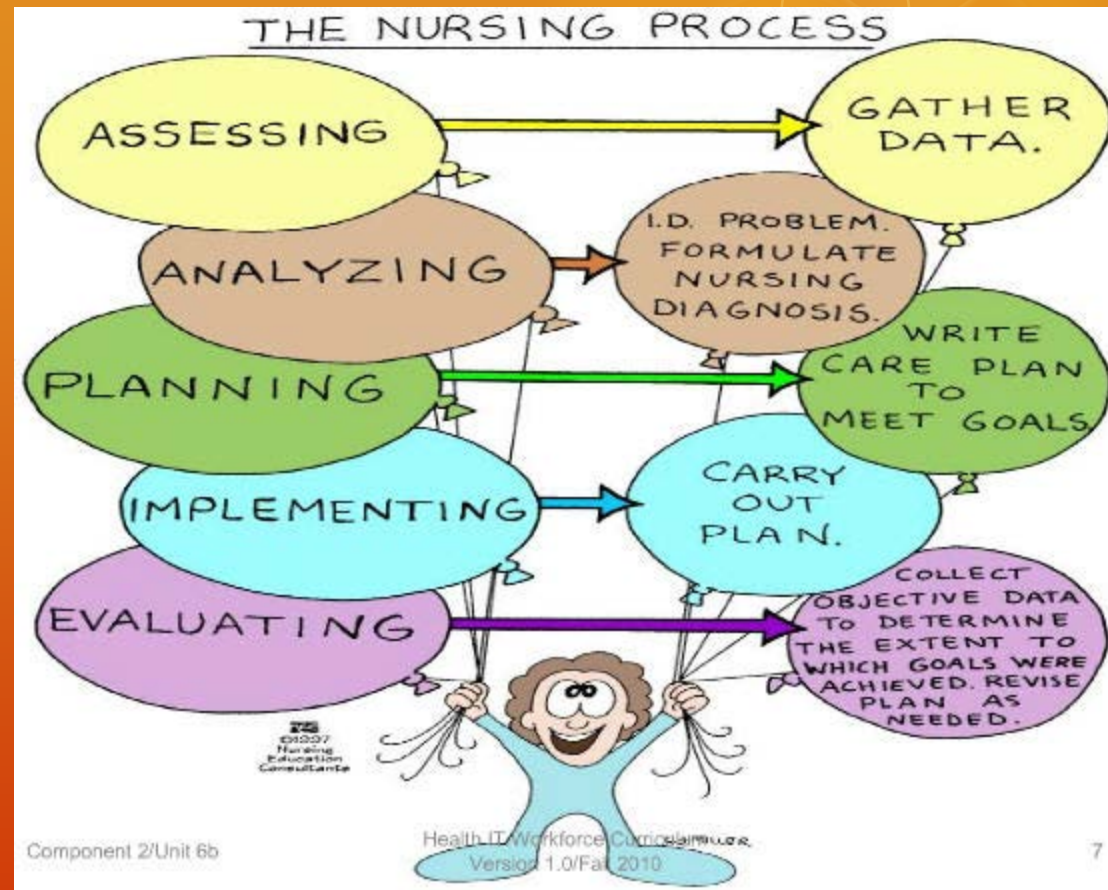 THE NURSING PROCESS
ASSESSING
GATHER
DATA.
ANALYZING
I.D. PROBLEM.
FORMULATE
NURSING
DIAGNOSIS.
PLANNING
WRITE
CARE PLAN
TO
MEET GOALS
IMPLEMENTING
CARRY
OUT
PLAN.
EVALUATING
COLLECT
OBJECTIVE DATA
TO DETERMINE
THE EXTENT TO
WHICH GOALS WERE
ACHIEVED. REVISE
PLAN AS
NEEDED.
©1997
Nursing
Education
Consultants
Component 2/Unit 6b
Health IT Workforce Curriculum
Version 1.0/Fall 2010
7